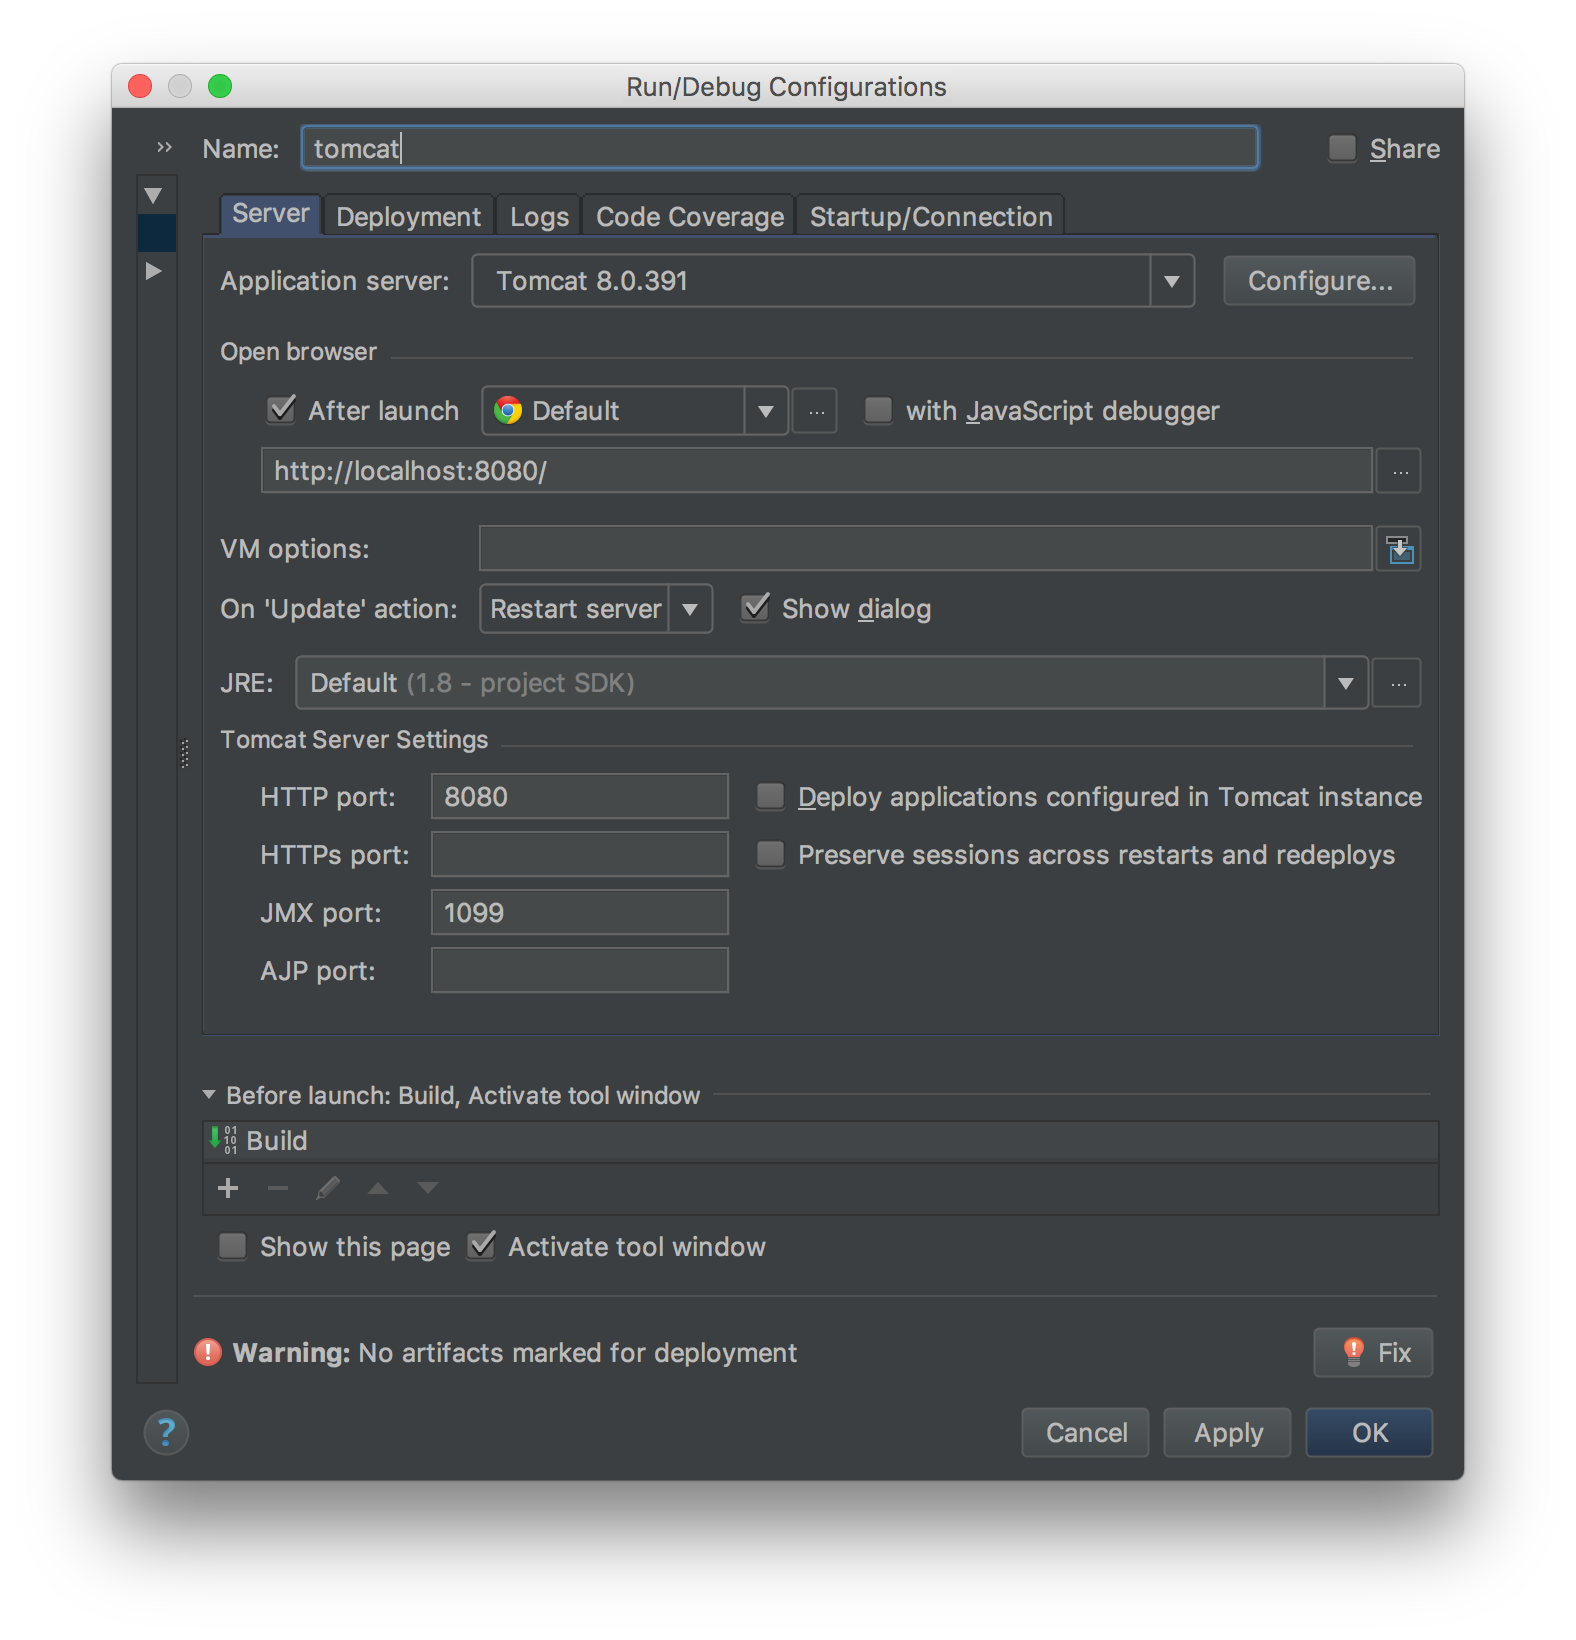 Run/Debug Configurations
Name: tomcat Share
Server Deployment Logs Code Coverage Startup/Connection
Application server: Tomcat 8.0.391 Configure...
Open browser
After launch Default ... with JavaScript debugger
http://localhost:8080/ ...
VM options:
On 'Update' action: Restart server Show dialog
JRE: Default (1.8 - project SDK) ...
Tomcat Server Settings
HTTP port: 8080 Deploy applications configured in Tomcat instance
HTTPs port: Preserve sessions across restarts and redeploys
JMX port: 1099
AJP port:
Before launch: Build, Activate tool window
Build
Show this page Activate tool window
Warning: No artifacts marked for deployment Fix
? Cancel Apply OK